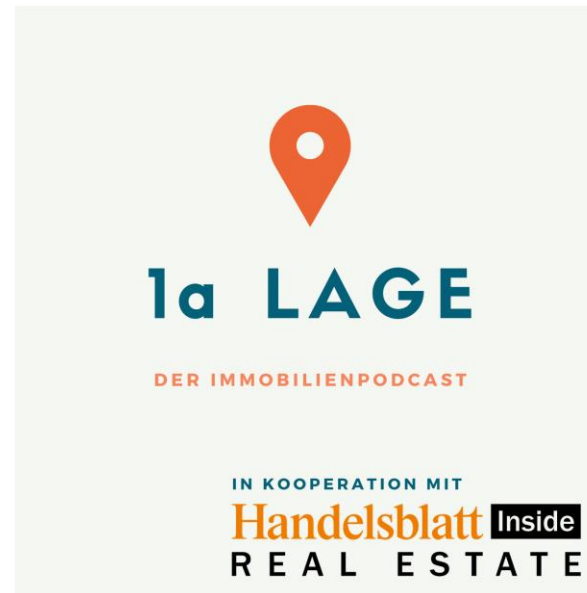 1a LAGE
DER IMMOBILIENPODCAST
IN KOOPERATION MIT
Handelsblatt Inside
REAL ESTATE